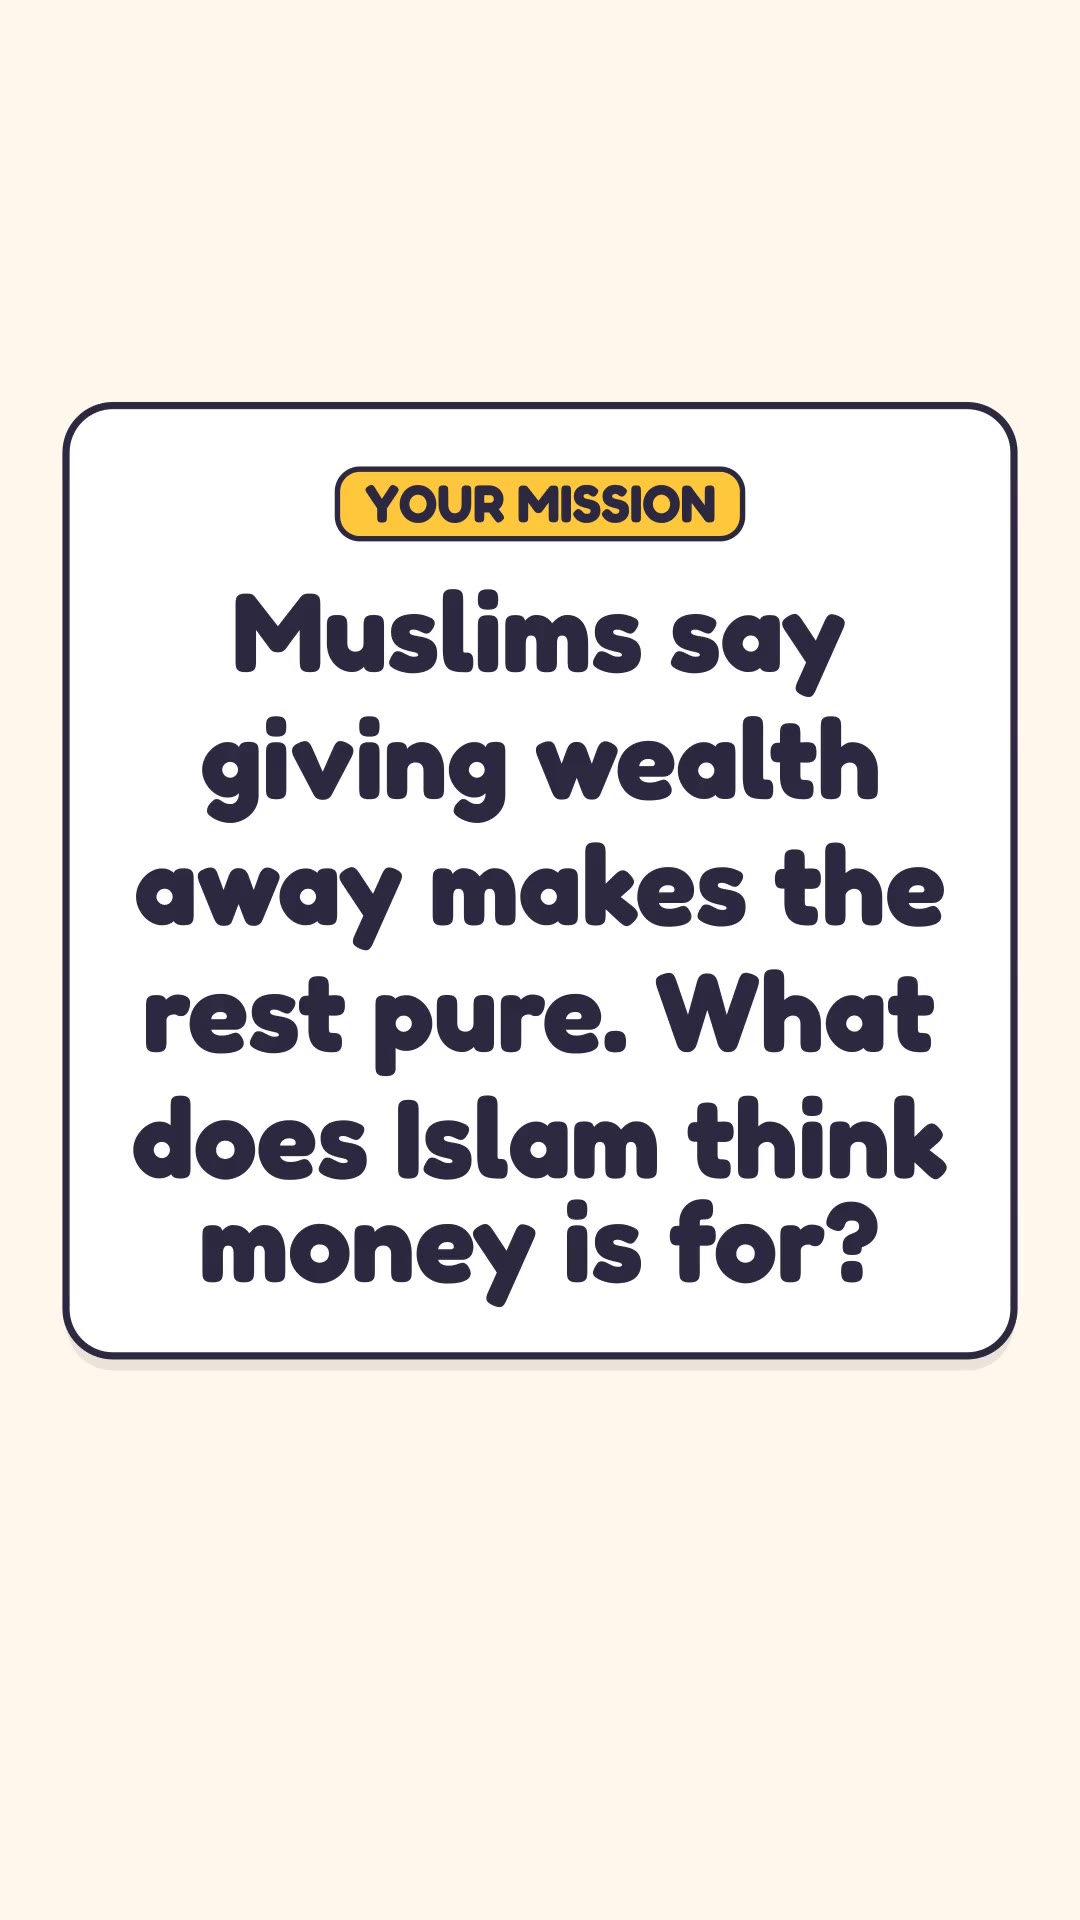 YOUR MISSION
Muslims say
giving wealth
away makes the
rest pure. What
does Islam think
money is for?